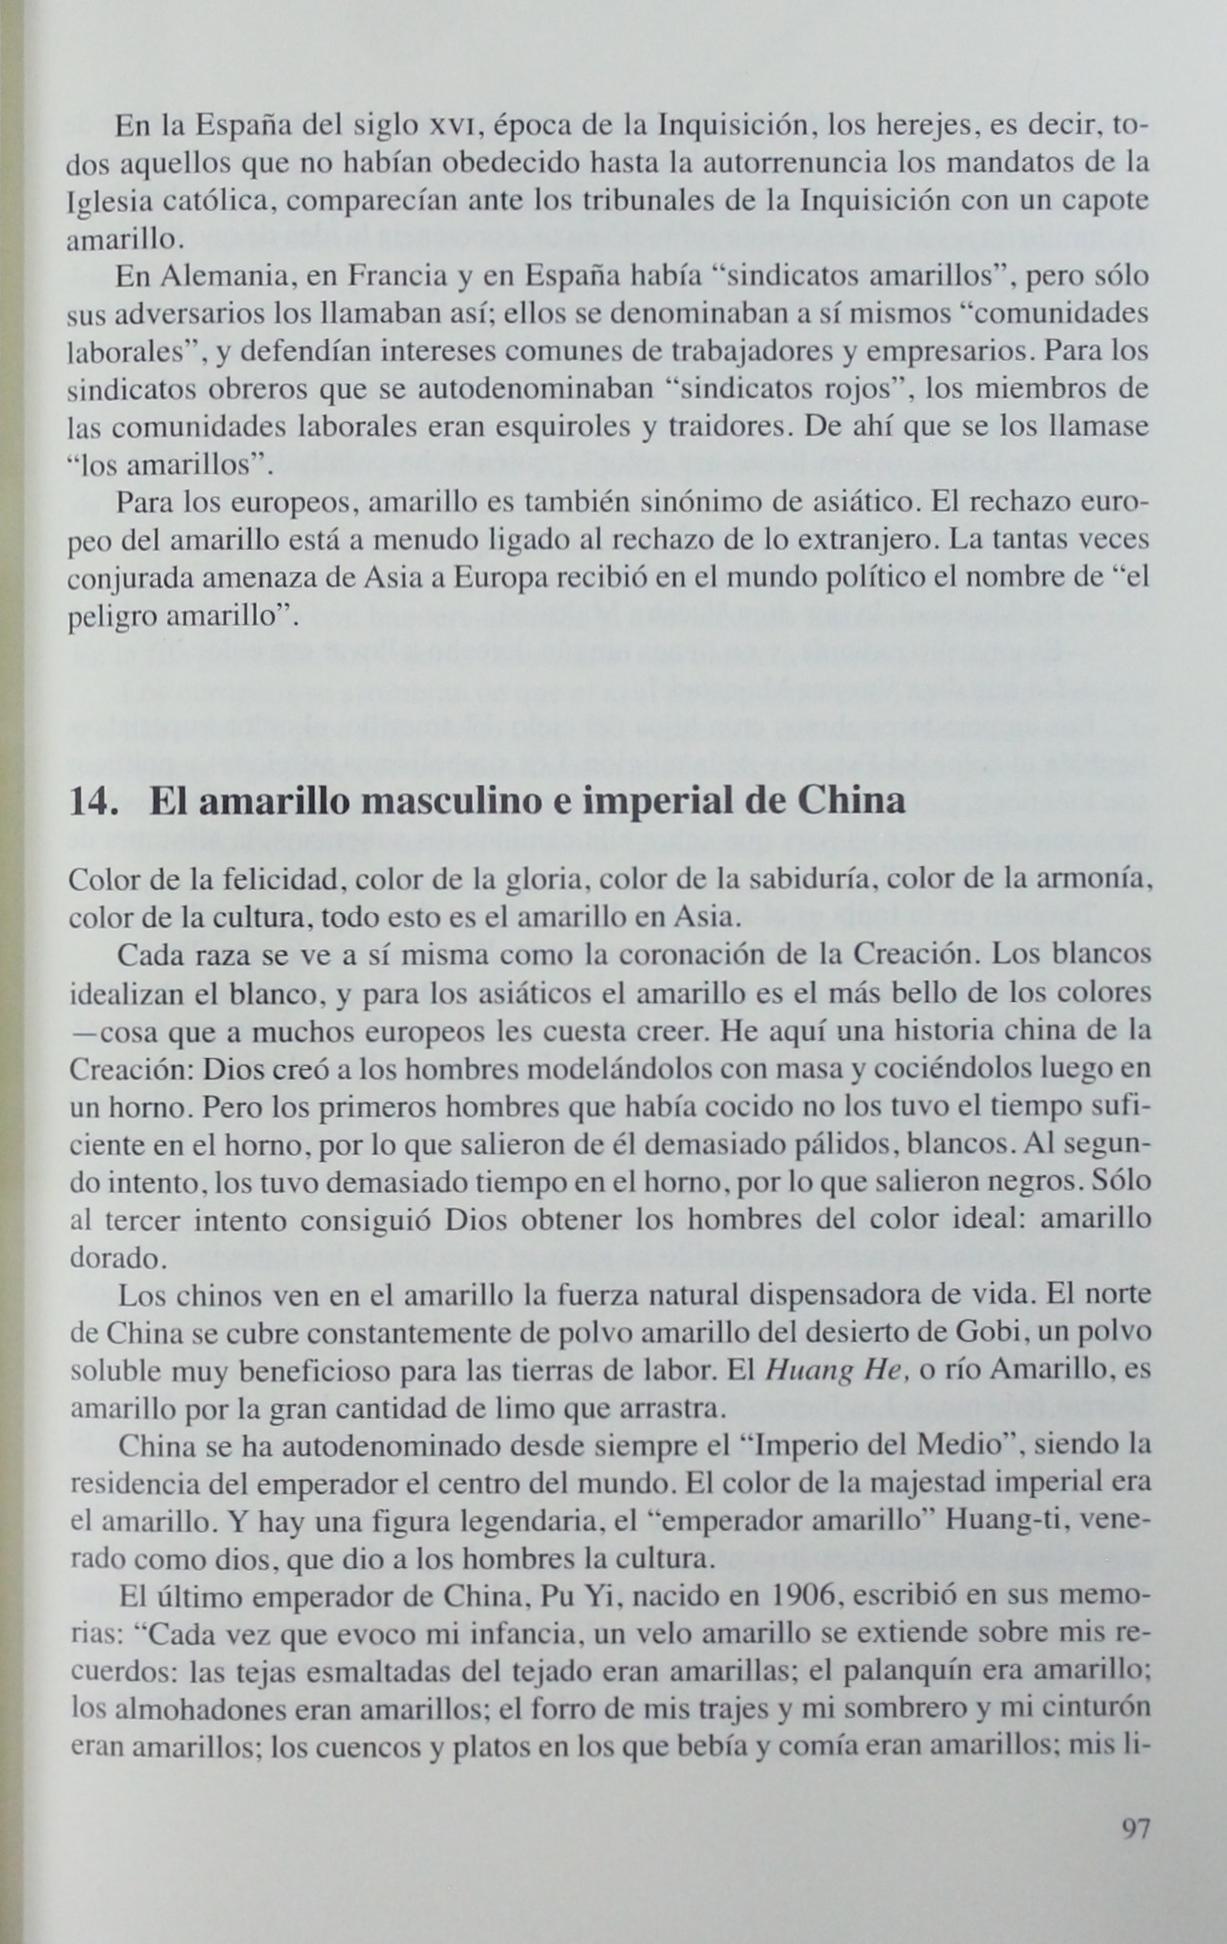 En la España del siglo XVI, época de la Inquisición, los herejes, es decir, to-
dos aquellos que no habían obedecido hasta la autorrenuncia los mandatos de la
Iglesia católica, comparecían ante los tribunales de la Inquisición con un capote
amarillo.
En Alemania, en Francia y en España había “sindicatos amarillos”, pero sólo
sus adversarios los llamaban así; ellos se denominaban a sí mismos “comunidades
laborales”, y defendían intereses comunes de trabajadores y empresarios. Para los
sindicatos obreros que se autodenominaban “sindicatos rojos”, los miembros de
las comunidades laborales eran esquiroles y traidores. De ahí que se los llamase
“los amarillos”.
Para los europeos, amarillo es también sinónimo de asiático. El rechazo euro-
peo del amarillo está a menudo ligado al rechazo de lo extranjero. La tantas veces
conjurada amenaza de Asia a Europa recibió en el mundo político el nombre de “el
peligro amarillo”.
14. El amarillo masculino e imperial de China
Color de la felicidad, color de la gloria, color de la sabiduría, color de la armonía,
color de la cultura, todo esto es el amarillo en Asia.
Cada raza se ve a sí misma como la coronación de la Creación. Los blancos
idealizan el blanco, y para los asiáticos el amarillo es el más bello de los colores
—cosa que a muchos europeos les cuesta creer. He aquí una historia china de la
Creación: Dios creó a los hombres modelándolos con masa y cociéndolos luego en
un horno. Pero los primeros hombres que había cocido no los tuvo el tiempo sufi-
ciente en el horno, por lo que salieron de él demasiado pálidos, blancos. Al segun-
do intento, los tuvo demasiado tiempo en el horno, por lo que salieron negros. Sólo
al tercer intento consiguió Dios obtener los hombres del color ideal: amarillo
dorado.
Los chinos ven en el amarillo la fuerza natural dispensadora de vida. El norte
de China se cubre constantemente de polvo amarillo del desierto de Gobi, un polvo
soluble muy beneficioso para las tierras de labor. El Huang He, o río Amarillo, es
amarillo por la gran cantidad de limo que arrastra.
China se ha autodenominado desde siempre el “Imperio del Medio”, siendo la
residencia del emperador el centro del mundo. El color de la majestad imperial era
el amarillo. Y hay una figura legendaria, el “emperador amarillo” Huang-ti, vene-
rado como dios, que dio a los hombres la cultura.
El último emperador de China, Pu Yi, nacido en 1906, escribió en sus memo-
rias: “Cada vez que evoco mi infancia, un velo amarillo se extiende sobre mis re-
cuerdos: las tejas esmaltadas del tejado eran amarillas; el palanquín era amarillo;
los almohadones eran amarillos; el forro de mis trajes y mi sombrero y mi cinturón
eran amarillos; los cuencos y platos en los que bebía y comía eran amarillos; mis li-
97